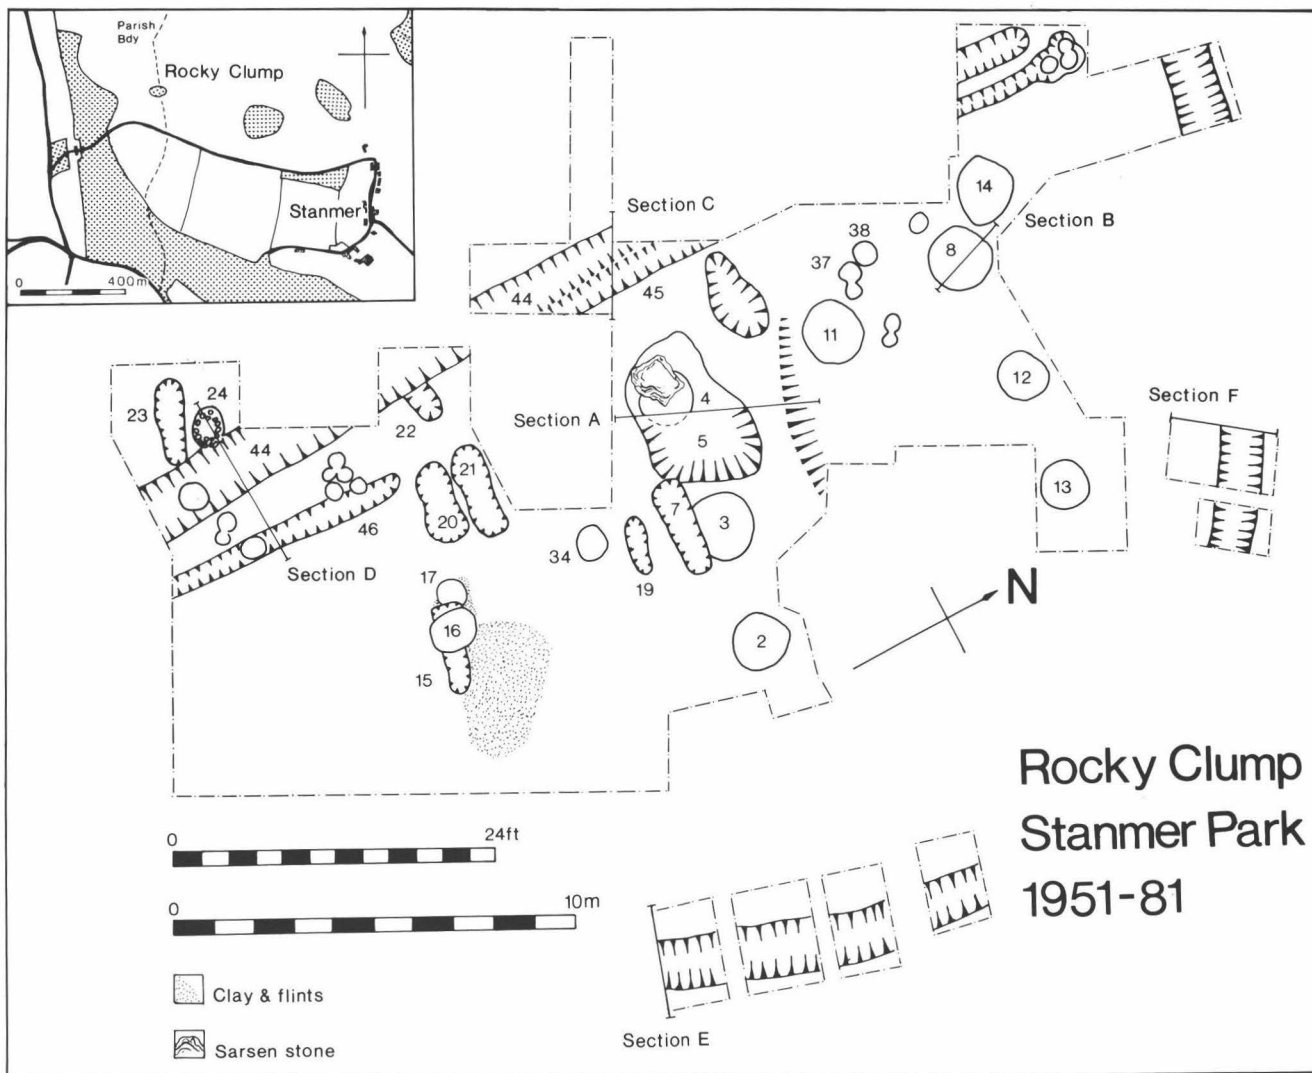 Parish
Bdy
Rocky Clump
Stanmer
0 400m
Section C
Section B
Section A
Section F
Section D
Section E
14
8
38
37
11
12
13
44
45
4
5
24
23
22
44
21
20
46
7
3
34
19
17
16
15
2
N
Rocky Clump
Stanmer Park
1951-81
0 24ft
0 10m
Clay & flints
Sarsen stone